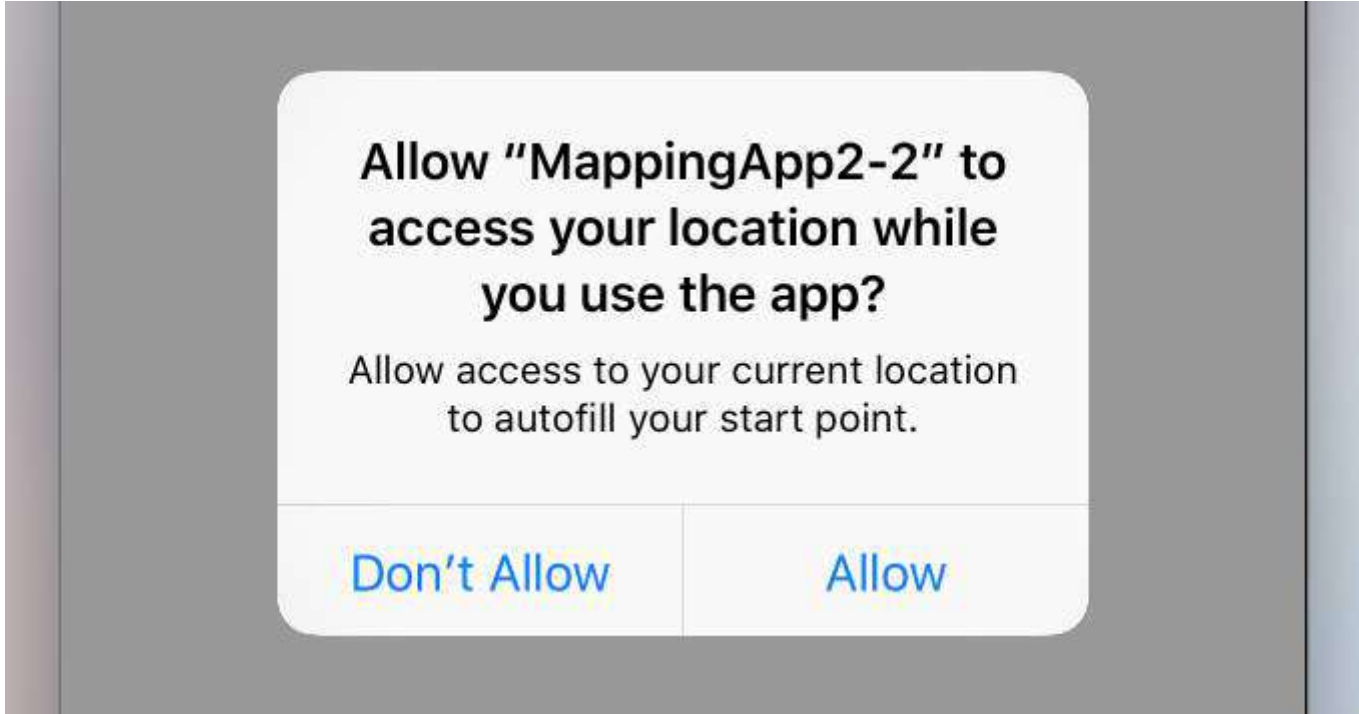 Allow “MappingApp2-2” to
access your location while
you use the app?
Allow access to your current location
to autofill your start point.
Don’t Allow
Allow